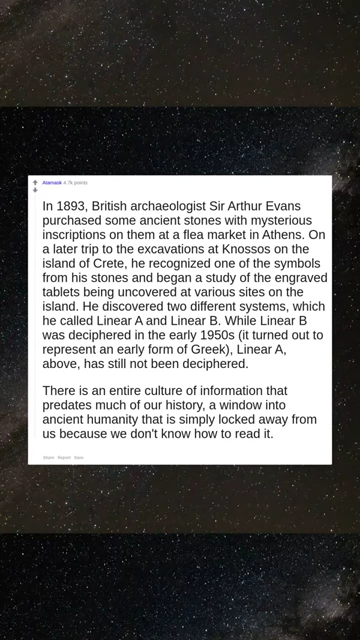 Atamask 4.7k points
In 1893, British archaeologist Sir Arthur Evans
purchased some ancient stones with mysterious
inscriptions on them at a flea market in Athens. On
a later trip to the excavations at Knossos on the
island of Crete, he recognized one of the symbols
from his stones and began a study of the engraved
tablets being uncovered at various sites on the
island. He discovered two different systems, which
he called Linear A and Linear B. While Linear B
was deciphered in the early 1950s (it turned out to
represent an early form of Greek), Linear A,
above, has still not been deciphered.
There is an entire culture of information that
predates much of our history, a window into
ancient humanity that is simply locked away from
us because we don't know how to read it.
Share Report Save